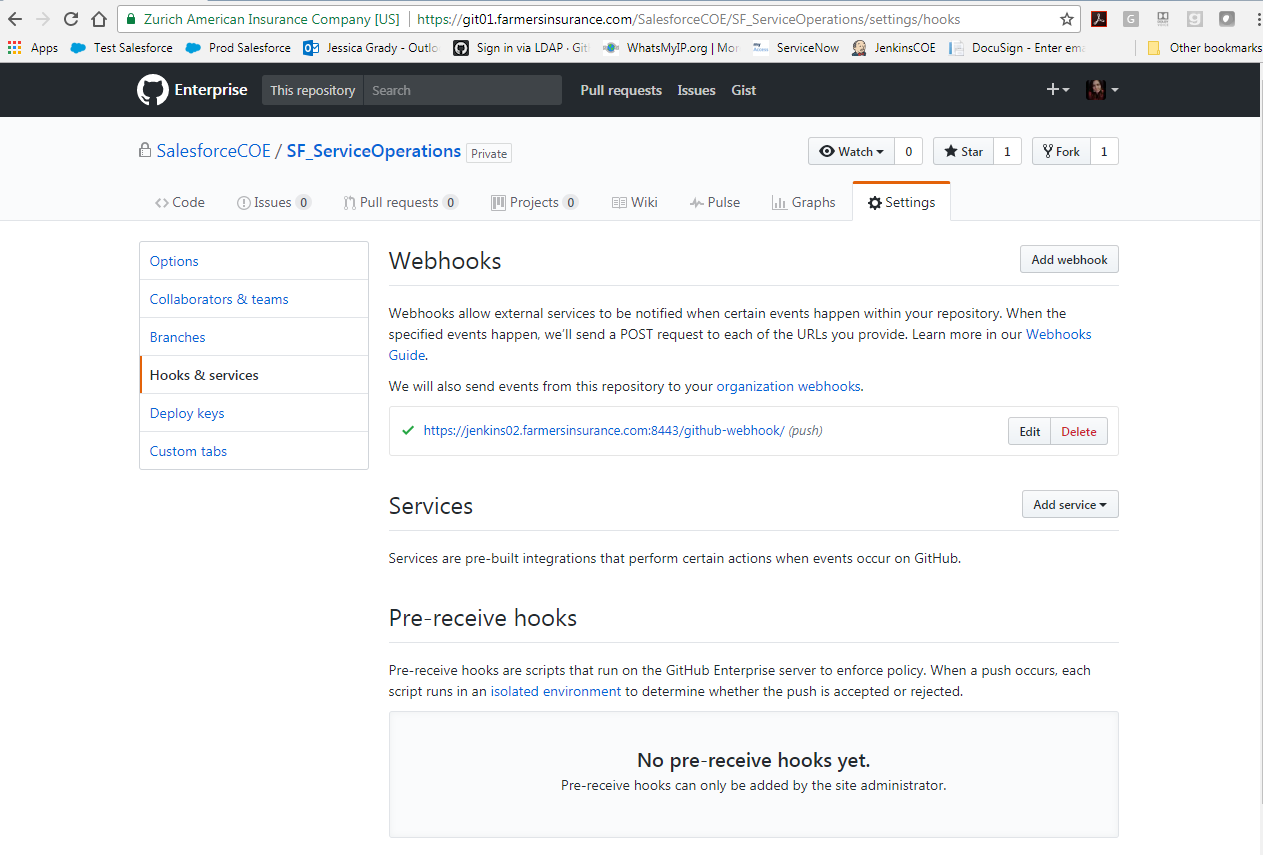 Zurich American Insurance Company [US] | https://git01.farmersinsurance.com/SalesforceCOE/SF_ServiceOperations/settings/hooks
Apps Test Salesforce Prod Salesforce Jessica Grady - Outlo Sign in via LDAP · Git WhatsMyIP.org | Mor ServiceNow JenkinsCOE DocuSign - Enter ema Other bookmarks
Enterprise This repository Search Pull requests Issues Gist
SalesforceCOE / SF_ServiceOperations Private Watch 0 Star 1 Fork 1
Code Issues 0 Pull requests 0 Projects 0 Wiki Pulse Graphs Settings
Options
Collaborators & teams
Branches
Hooks & services
Deploy keys
Custom tabs
Webhooks Add webhook
Webhooks allow external services to be notified when certain events happen within your repository. When the
specified events happen, we'll send a POST request to each of the URLs you provide. Learn more in our Webhooks
Guide.
We will also send events from this repository to your organization webhooks.
https://jenkins02.farmersinsurance.com:8443/github-webhook/ (push) Edit Delete
Services Add service
Services are pre-built integrations that perform certain actions when events occur on GitHub.
Pre-receive hooks
Pre-receive hooks are scripts that run on the GitHub Enterprise server to enforce policy. When a push occurs, each
script runs in an isolated environment to determine whether the push is accepted or rejected.
No pre-receive hooks yet.
Pre-receive hooks can only be added by the site administrator.